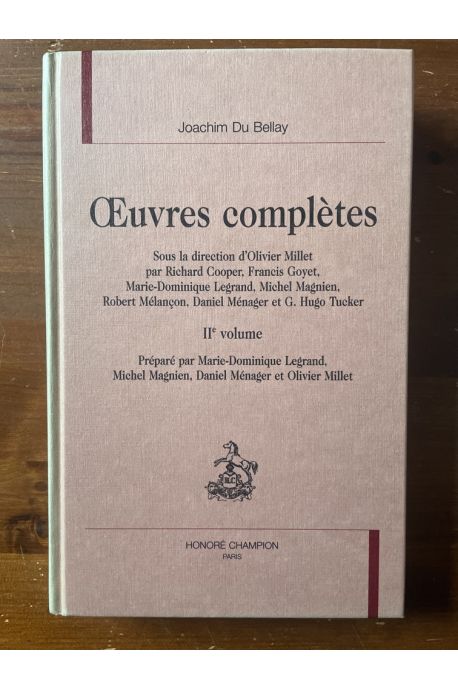 Joachim Du Bellay
Œuvres complètes
Sous la direction d'Olivier Millet
par Richard Cooper, Francis Goyet,
Marie-Dominique Legrand, Michel Magnien,
Robert Mélançon, Daniel Ménager et G. Hugo Tucker
IIe volume
Préparé par Marie-Dominique Legrand,
Michel Magnien, Daniel Ménager et Olivier Millet
HONORÉ CHAMPION
PARIS